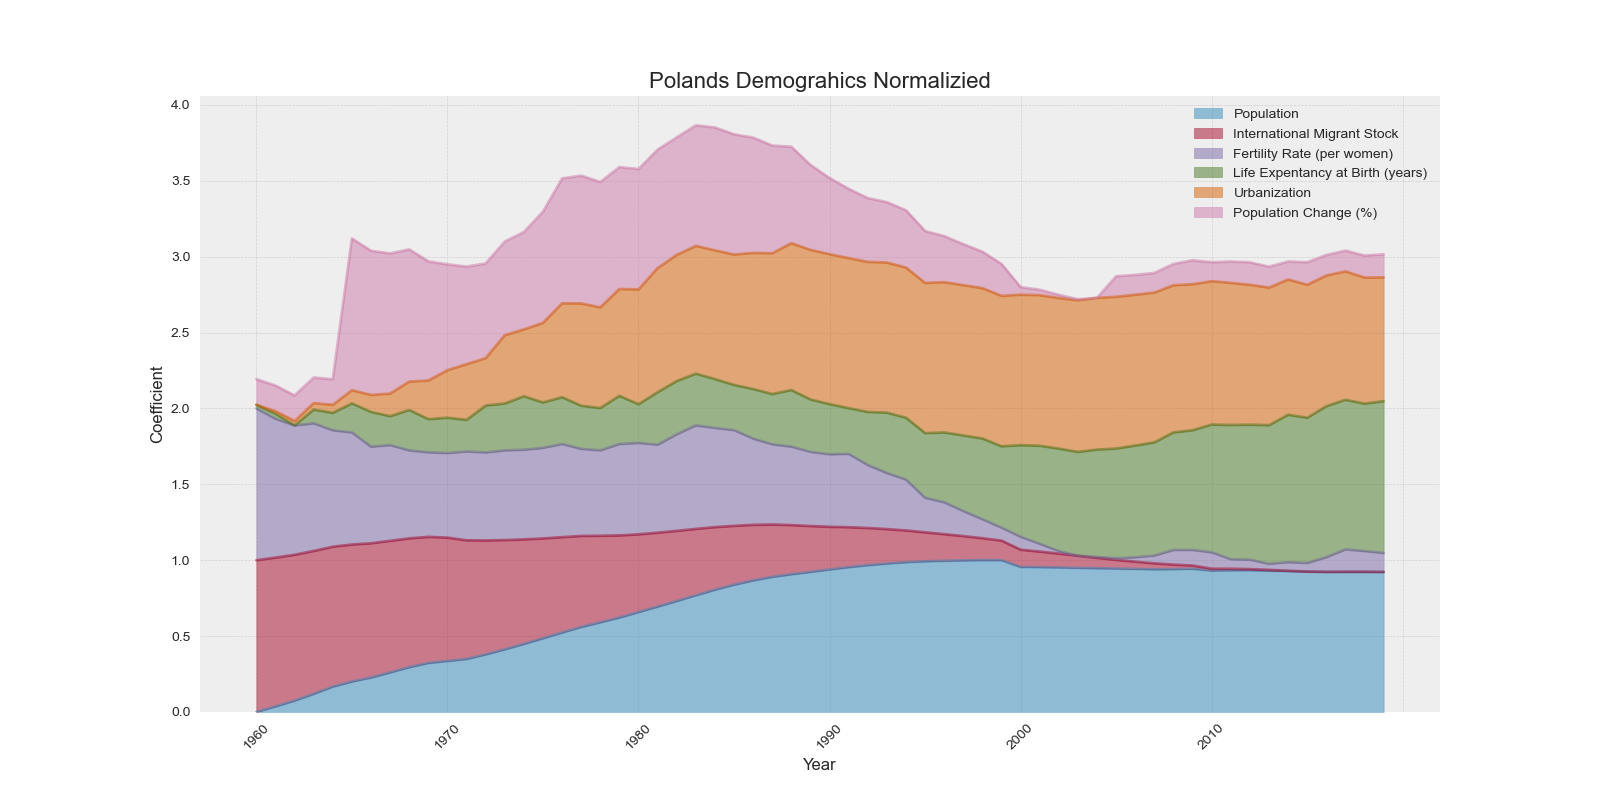 Polands Demograhics Normalizied
4.0
3.5
3.0
2.5
2.0
1.5
1.0
0.5
0.0
Coefficient
Population
International Migrant Stock
Fertility Rate (per women)
Life Expentancy at Birth (years)
Urbanization
Population Change (%)
1960
1970
1980
1990
2000
2010
Year